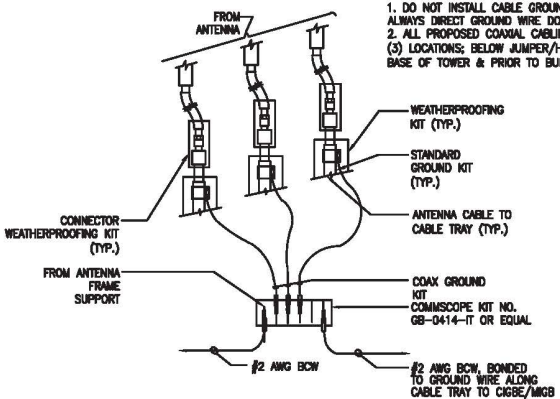 1. DO NOT INSTALL CABLE GROUN
ALWAYS DIRECT GROUND WIRE DO
2. ALL PROPOSED COAXIAL CABLI
(3) LOCATIONS; BELOW JUMPER/H
BASE OF TOWER & PRIOR TO BU
FROM
ANTENNA
WEATHERPROOFING
KIT (TYP.)
STANDARD
GROUND KIT
(TYP.)
ANTENNA CABLE TO
CABLE TRAY (TYP.)
CONNECTOR
WEATHERPROOFING KIT
(TYP.)
FROM ANTENNA
FRAME
SUPPORT
COAX GROUND
KIT
COMMSCOPE KIT NO.
GB-0414-IT OR EQUAL
#2 AWG BCW
#2 AWG BCW, BONDED
TO GROUND WIRE ALONG
CABLE TRAY TO CIGBE/MIGB